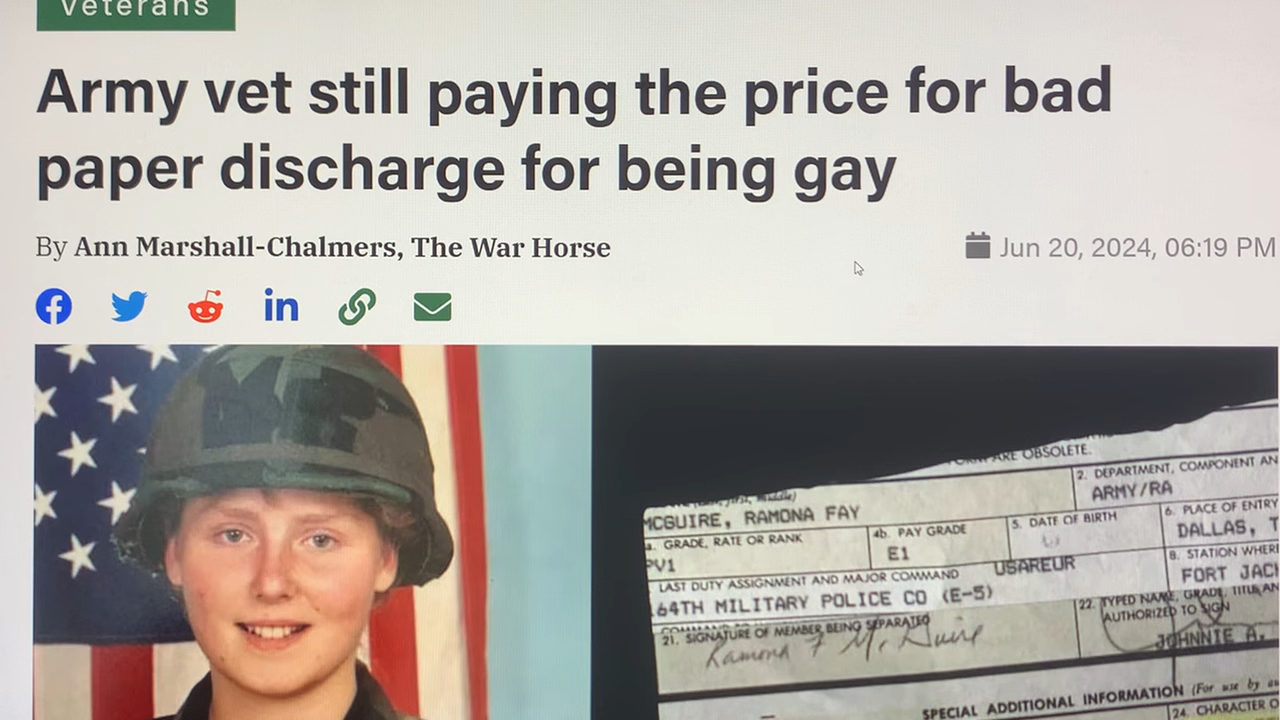 Veterans
Army vet still paying the price for bad
paper discharge for being gay
By Ann Marshall-Chalmers, The War Horse
Jun 20, 2024, 06:19 PM
in
ARE OBSOLETE.
2. DEPARTMENT, COMPONENT AN
ARMY/RA
MCGUIRE, RAMONA FAY
a. GRADE, RATE OR RANK
PV1
4b. PAY GRADE
E1
5. DATE OF BIRTH
6. PLACE OF ENTRY
DALLAS, T
LAST DUTY ASSIGNMENT AND MAJOR COMMAND
USAREUR
164TH MILITARY POLICE CO (E-5)
8. STATION WHERE
FORT JACK
21. SIGNATURE OF MEMBER BEING SEPARATED
Ramona F McGuire
22. TYPED NAME, GRADE, TITLE AN
AUTHORIZED TO SIGN
JOHNNIE A.
SPECIAL ADDITIONAL INFORMATION (For use by au
24. CHARACTER O